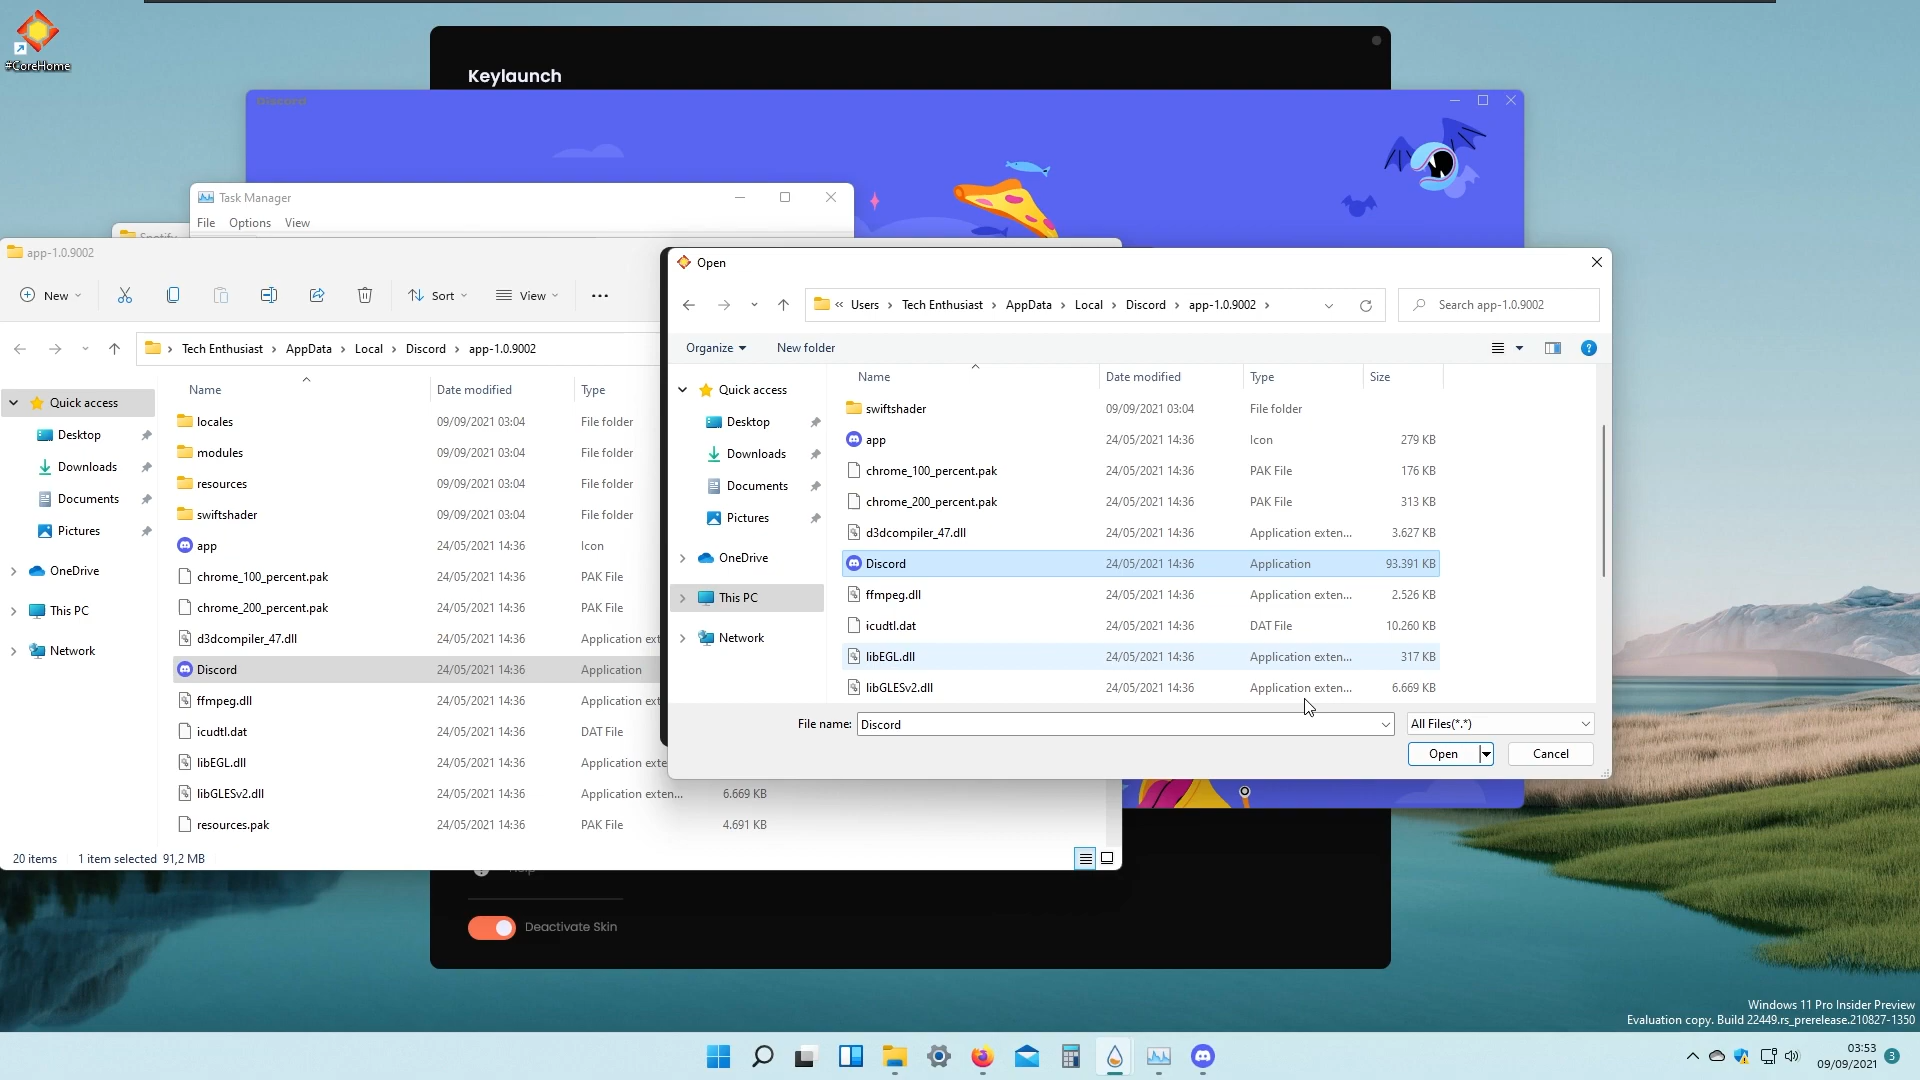 #CoreHome
Keylaunch
Discord
Task Manager
File Options View
Spotify
app-1.0.9002
New
Sort
View
Tech Enthusiast > AppData > Local > Discord > app-1.0.9002
Name Date modified Type
Quick access
Desktop
Downloads
Documents
Pictures
OneDrive
This PC
Network
locales 09/09/2021 03:04 File folder
modules 09/09/2021 03:04 File folder
resources 09/09/2021 03:04 File folder
swiftshader 09/09/2021 03:04 File folder
app 24/05/2021 14:36 Icon
chrome_100_percent.pak 24/05/2021 14:36 PAK File
chrome_200_percent.pak 24/05/2021 14:36 PAK File
d3dcompiler_47.dll 24/05/2021 14:36 Application ext
Discord 24/05/2021 14:36 Application
ffmpeg.dll 24/05/2021 14:36 Application ext
icudtl.dat 24/05/2021 14:36 DAT File
libEGL.dll 24/05/2021 14:36 Application exte
libGLESv2.dll 24/05/2021 14:36 Application exten... 6.669 KB
resources.pak 24/05/2021 14:36 PAK File 4.691 KB
20 items 1 item selected 91,2 MB
Open
« Users > Tech Enthusiast > AppData > Local > Discord > app-1.0.9002 >
Search app-1.0.9002
Organize New folder
Name Date modified Type Size
Quick access
Desktop
Downloads
Documents
Pictures
OneDrive
This PC
Network
swiftshader 09/09/2021 03:04 File folder
app 24/05/2021 14:36 Icon 279 KB
chrome_100_percent.pak 24/05/2021 14:36 PAK File 176 KB
chrome_200_percent.pak 24/05/2021 14:36 PAK File 313 KB
d3dcompiler_47.dll 24/05/2021 14:36 Application exten... 3.627 KB
Discord 24/05/2021 14:36 Application 93.391 KB
ffmpeg.dll 24/05/2021 14:36 Application exten... 2.526 KB
icudtl.dat 24/05/2021 14:36 DAT File 10.260 KB
libEGL.dll 24/05/2021 14:36 Application exten... 317 KB
libGLESv2.dll 24/05/2021 14:36 Application exten... 6.669 KB
File name: Discord
All Files(*.*)
Open
Cancel
Help
Deactivate Skin
Windows 11 Pro Insider Preview
Evaluation copy. Build 22449.rs_prerelease.210827-1350
03:53
09/09/2021
3